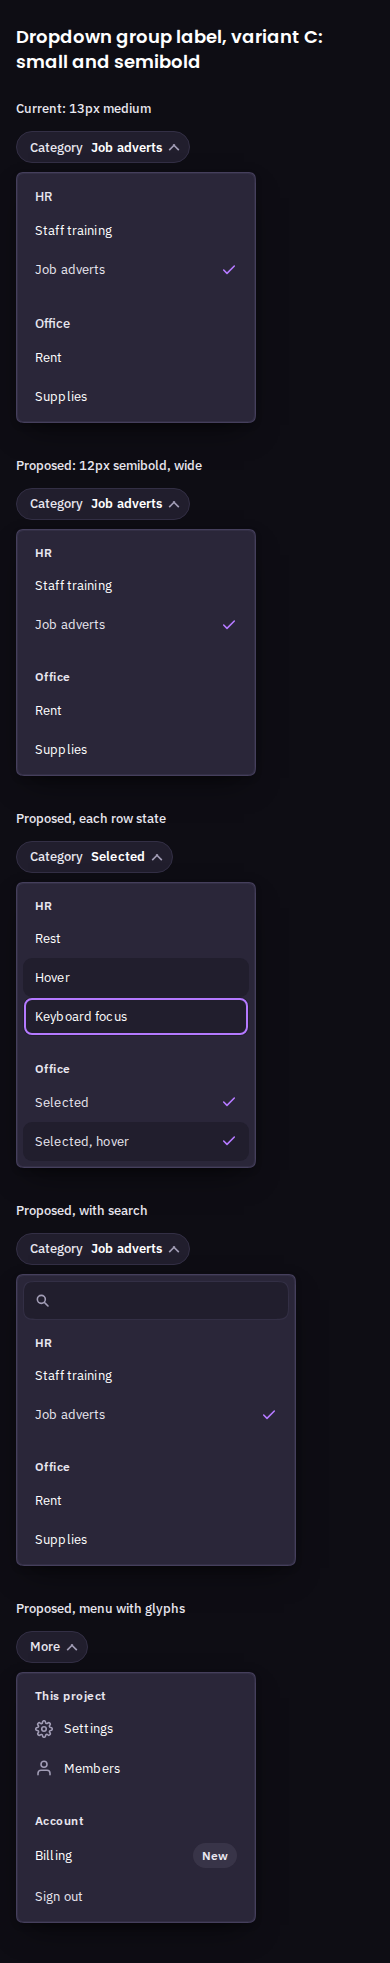 Dropdown group label, variant C:
small and semibold
Current: 13px medium
Category Job adverts
HR
Staff training
Job adverts
Office
Rent
Supplies
Proposed: 12px semibold, wide
Category Job adverts
HR
Staff training
Job adverts
Office
Rent
Supplies
Proposed, each row state
Category Selected
HR
Rest
Hover
Keyboard focus
Office
Selected
Selected, hover
Proposed, with search
Category Job adverts
HR
Staff training
Job adverts
Office
Rent
Supplies
Proposed, menu with glyphs
More
This project
Settings
Members
Account
Billing New
Sign out